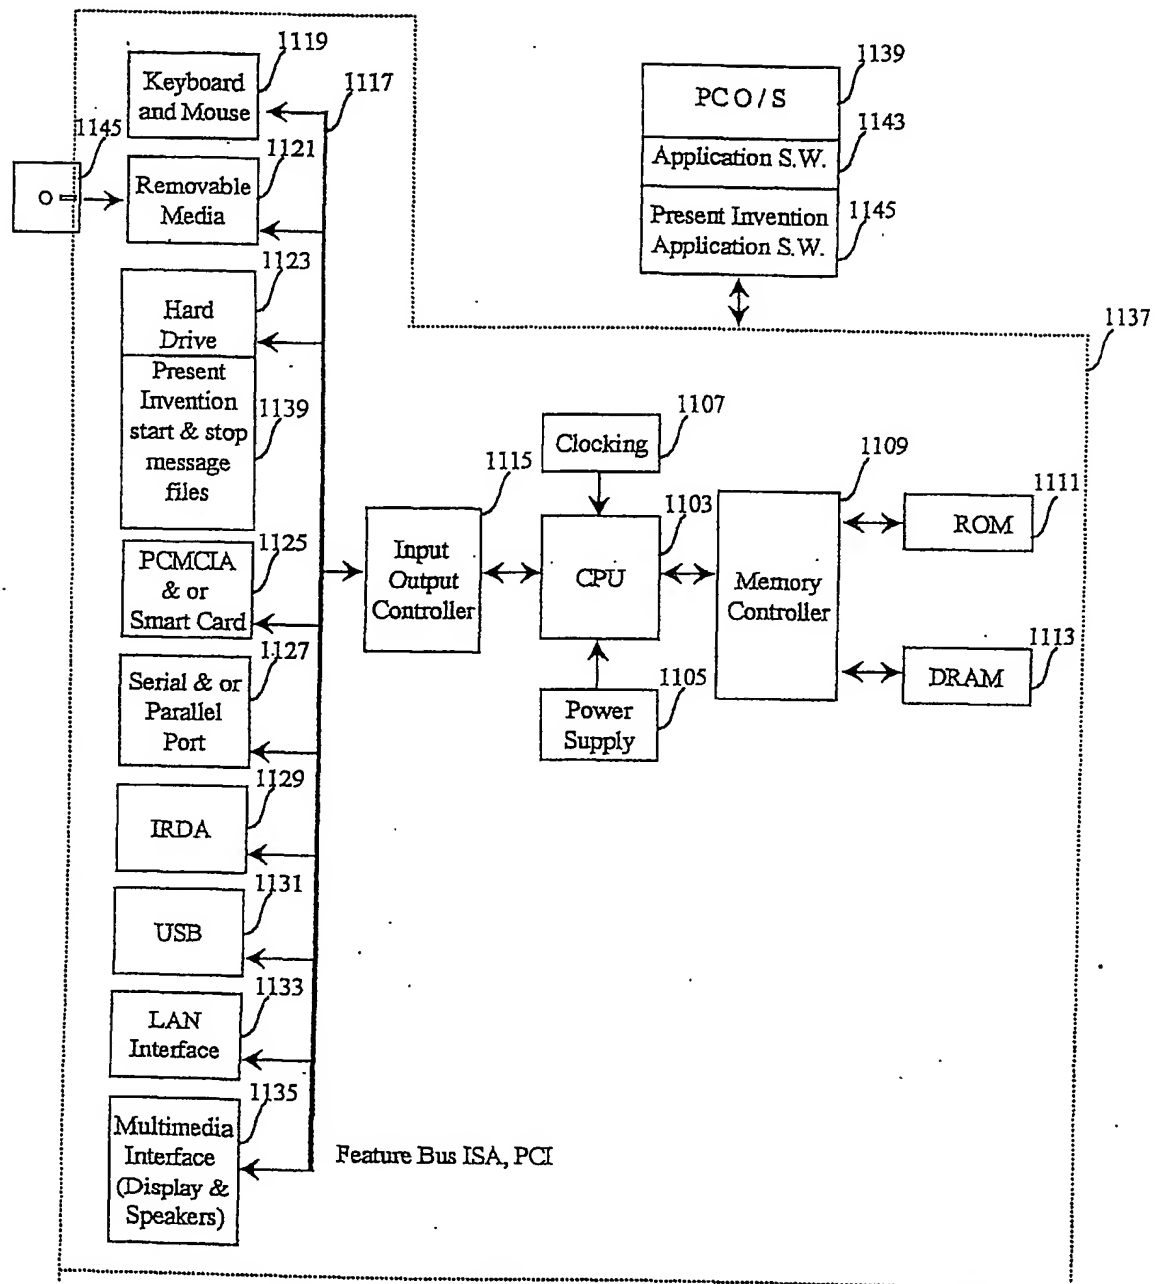 1119
Keyboard
and Mouse
1117
1145
1121
Removable
Media
1123
Hard
Drive
Present
Invention
start & stop
message
files
1139
1125
PCMCIA
& or
Smart Card
1127
Serial & or
Parallel
Port
1129
IRDA
1131
USB
1133
LAN
Interface
1135
Multimedia
Interface
(Display &
Speakers)
Feature Bus ISA, PCI
1139
PC O / S
1143
Application S.W.
1145
Present Invention
Application S.W.
1137
1107
Clocking
1115
Input
Output
Controller
1103
CPU
1105
Power
Supply
1109
Memory
Controller
1111
ROM
1113
DRAM